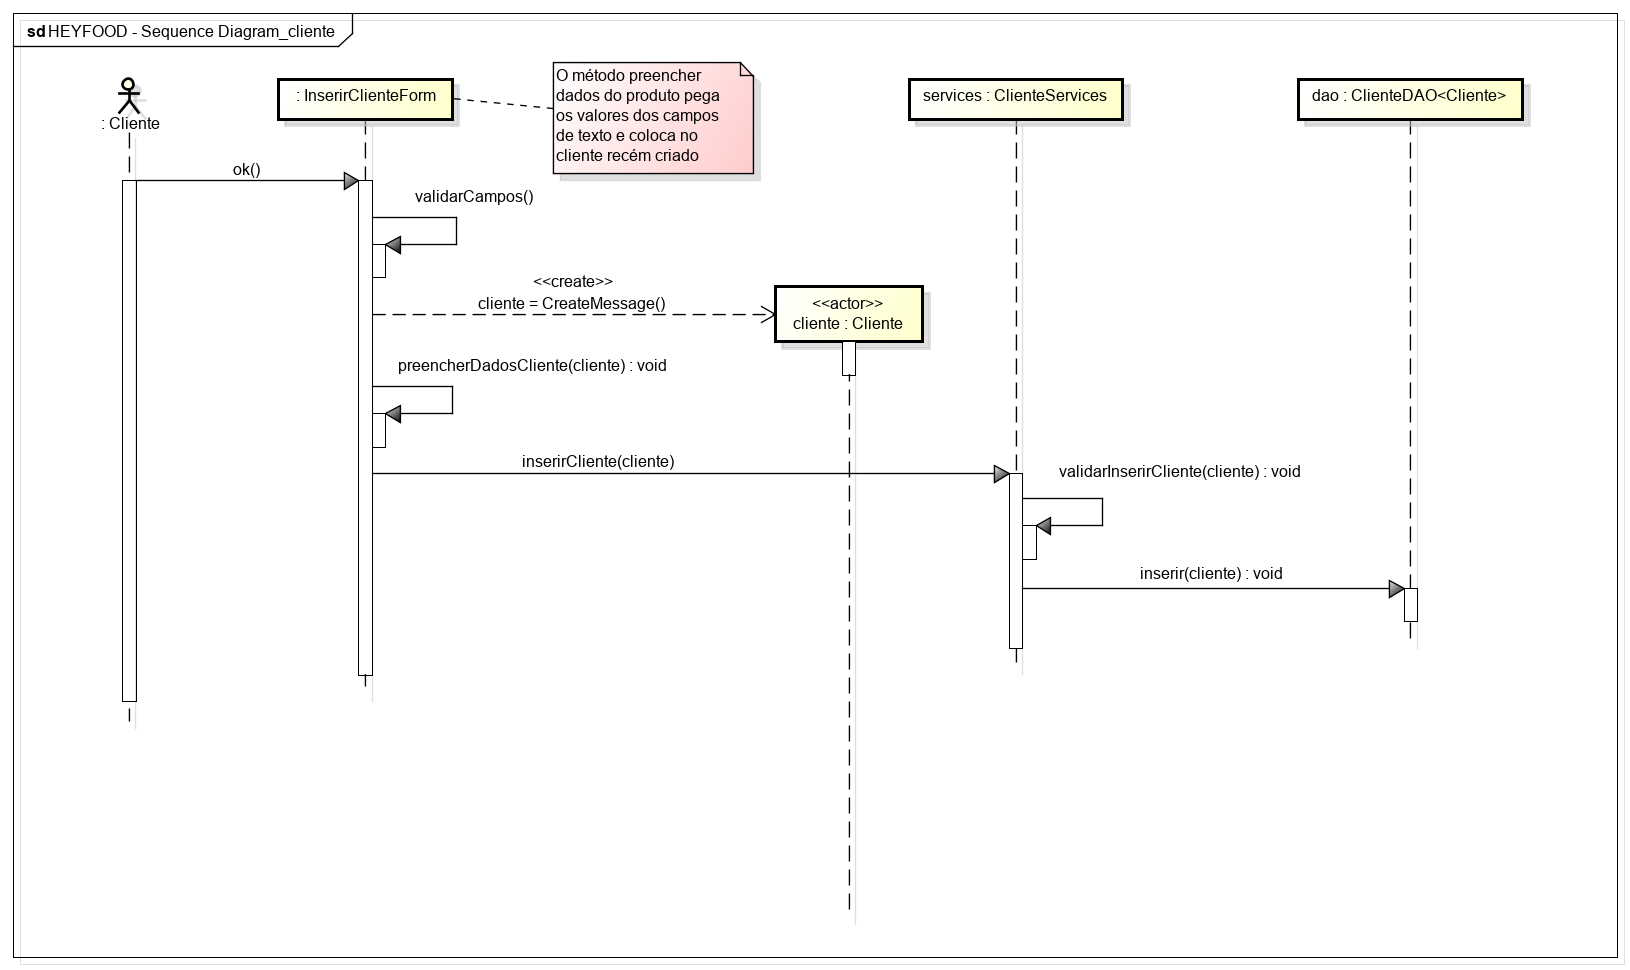 sd HEYFOOD - Sequence Diagram_cliente
: Cliente
: InserirClienteForm
O método preencher
dados do produto pega
os valores dos campos
de texto e coloca no
cliente recém criado
services : ClienteServices
dao : ClienteDAO<Cliente>
ok()
validarCampos()
<<create>>
cliente = CreateMessage()
<<actor>>
cliente : Cliente
preencherDadosCliente(cliente) : void
inserirCliente(cliente)
validarInserirCliente(cliente) : void
inserir(cliente) : void